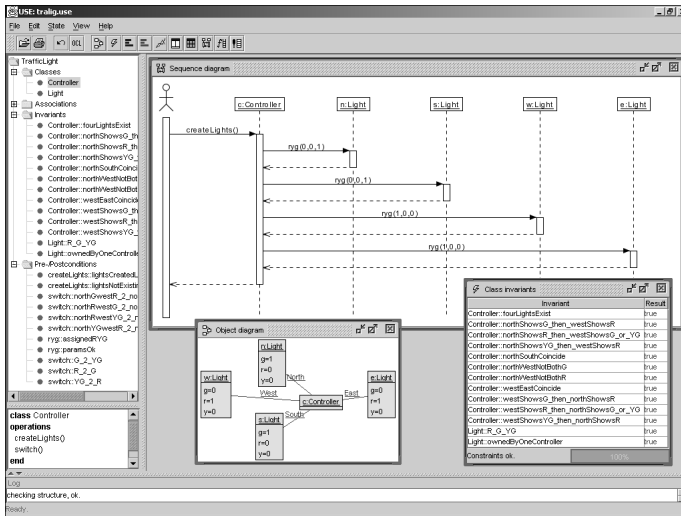 USE: tralig.use
File Edit State View Help
OCL
TrafficLight
Classes
Controller
Light
Associations
Invariants
Controller::fourLightsExist
Controller::northShowsG_th
Controller::northShowsR_th
Controller::northShowsYG_
Controller::northSouthCoinci
Controller::northWestNotBot
Controller::northWestNotBot
Controller::westEastCoincide
Controller::westShowsG_th
Controller::westShowsR_th
Controller::westShowsYG_
Light::R_G_YG
Light::ownedByOneControlle
Pre-/Postconditions
createLights::lightsCreatedL
createLights::lightsNotExistin
switch::northGwestR_2_no
switch::northRwestG_2_no
switch::northRwestYG_2_r
switch::northYGwestR_2_r
ryg::assignedRYG
ryg::paramsOk
switch::G_2_YG
switch::R_2_G
switch::YG_2_R
class Controller
operations
createLights()
switch()
end
Sequence diagram
c:Controller n:Light s:Light w:Light e:Light
createLights()
ryg(0,0,1)
ryg(0,0,1)
ryg(1,0,0)
ryg(1,0,0)
Object diagram
n:Light
g=1
r=0
y=0
w:Light
g=0
r=1
y=0
e:Light
g=0
r=1
y=0
s:Light
g=1
r=0
y=0
c:Controller
North
West
East
South
Class invariants
Invariant Result
Controller::fourLightsExist true
Controller::northShowsG_then_westShowsR true
Controller::northShowsR_then_westShowsG_or_YG true
Controller::northShowsYG_then_westShowsR true
Controller::northSouthCoincide true
Controller::northWestNotBothG true
Controller::northWestNotBothR true
Controller::westEastCoincide true
Controller::westShowsG_then_northShowsR true
Controller::westShowsR_then_northShowsG_or_YG true
Controller::westShowsYG_then_northShowsR true
Light::R_G_YG true
Light::ownedByOneController true
Constraints ok. 100%
Log
checking structure, ok.
Ready.